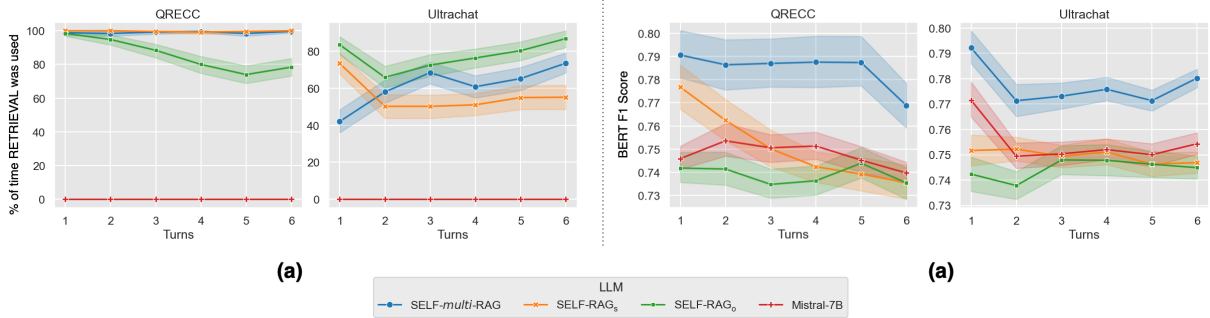 QRECC
Ultrachat
QRECC
Ultrachat
% of time RETRIEVAL was used
100
80
60
40
20
0
1 2 3 4 5 6
Turns
80
60
40
20
0
1 2 3 4 5 6
Turns
BERT F1 Score
0.80
0.79
0.78
0.77
0.76
0.75
0.74
0.73
1 2 3 4 5 6
Turns
0.80
0.79
0.78
0.77
0.76
0.75
0.74
0.73
1 2 3 4 5 6
Turns
(a)
(a)
LLM
SELF-multi-RAG SELF-RAGs SELF-RAGo Mistral-7B